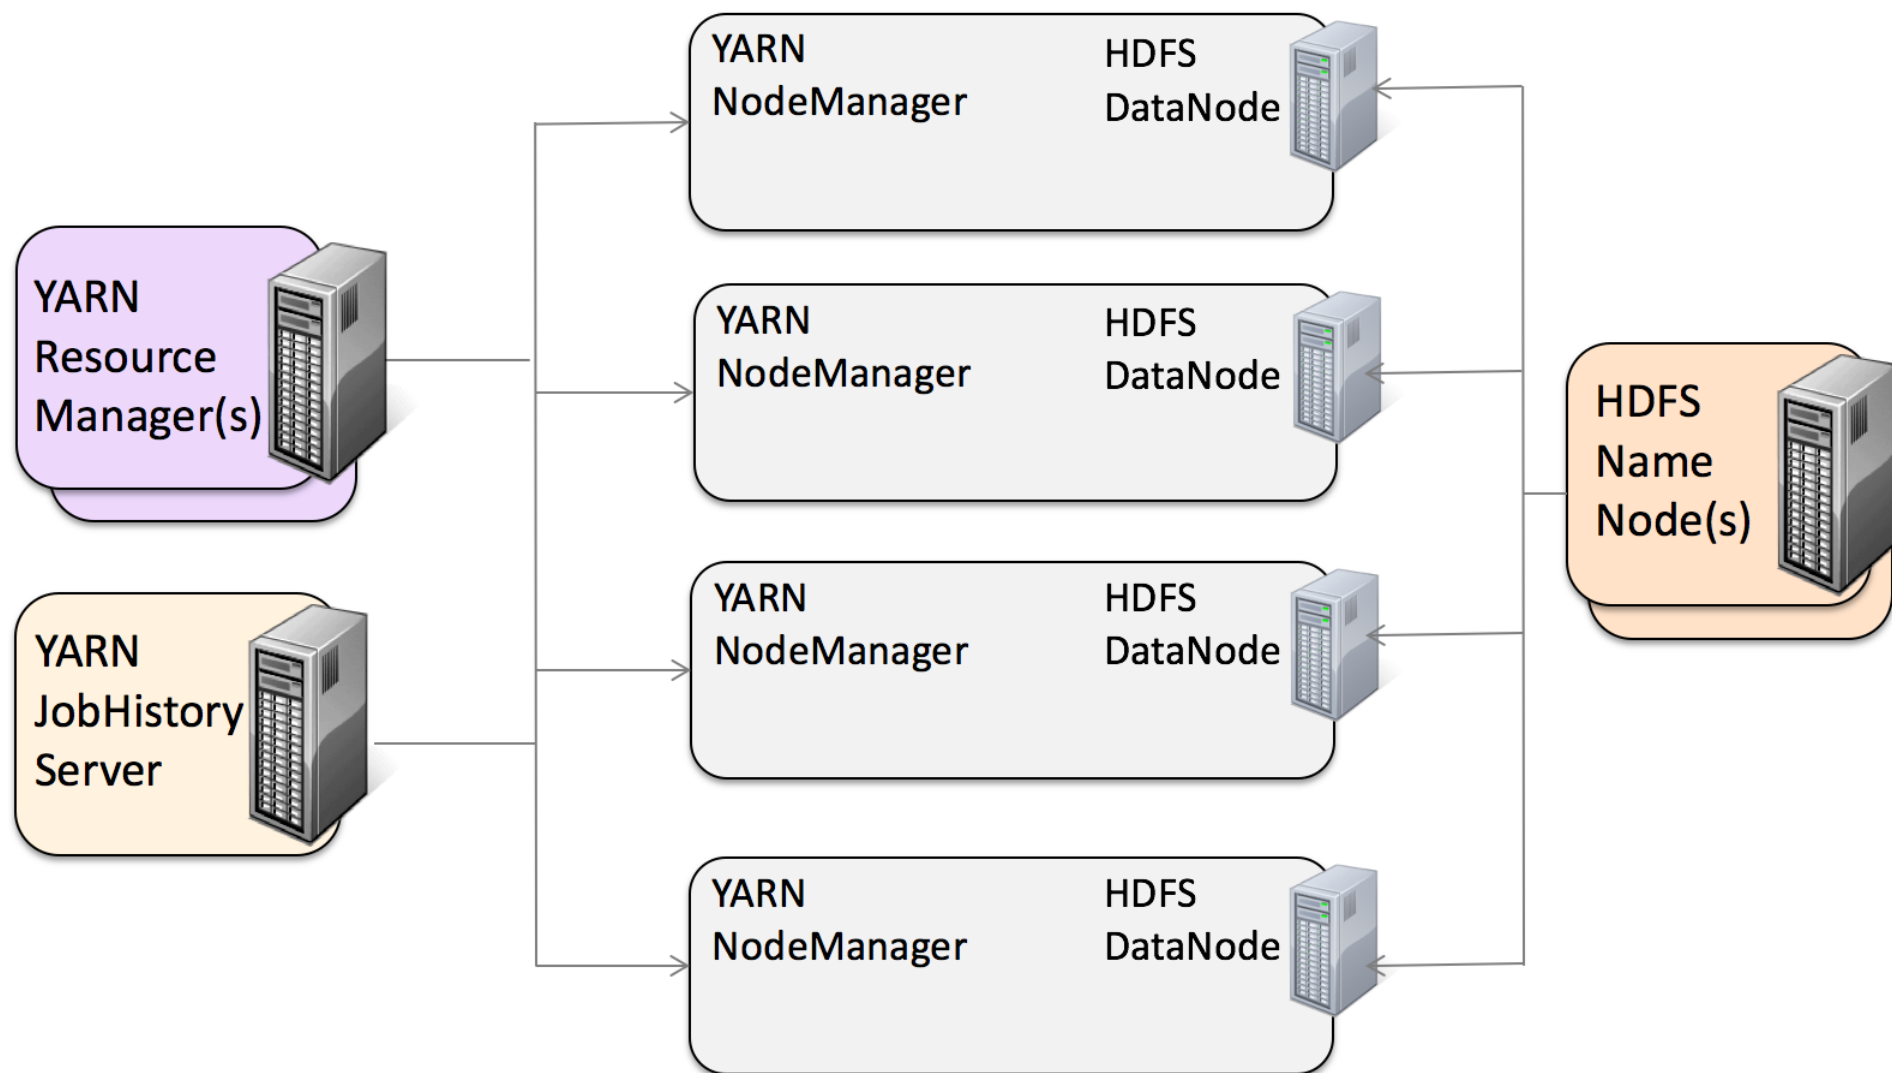 YARN
Resource
Manager(s)
YARN
JobHistory
Server
YARN
NodeManager
HDFS
DataNode
YARN
NodeManager
HDFS
DataNode
YARN
NodeManager
HDFS
DataNode
YARN
NodeManager
HDFS
DataNode
HDFS
Name
Node(s)